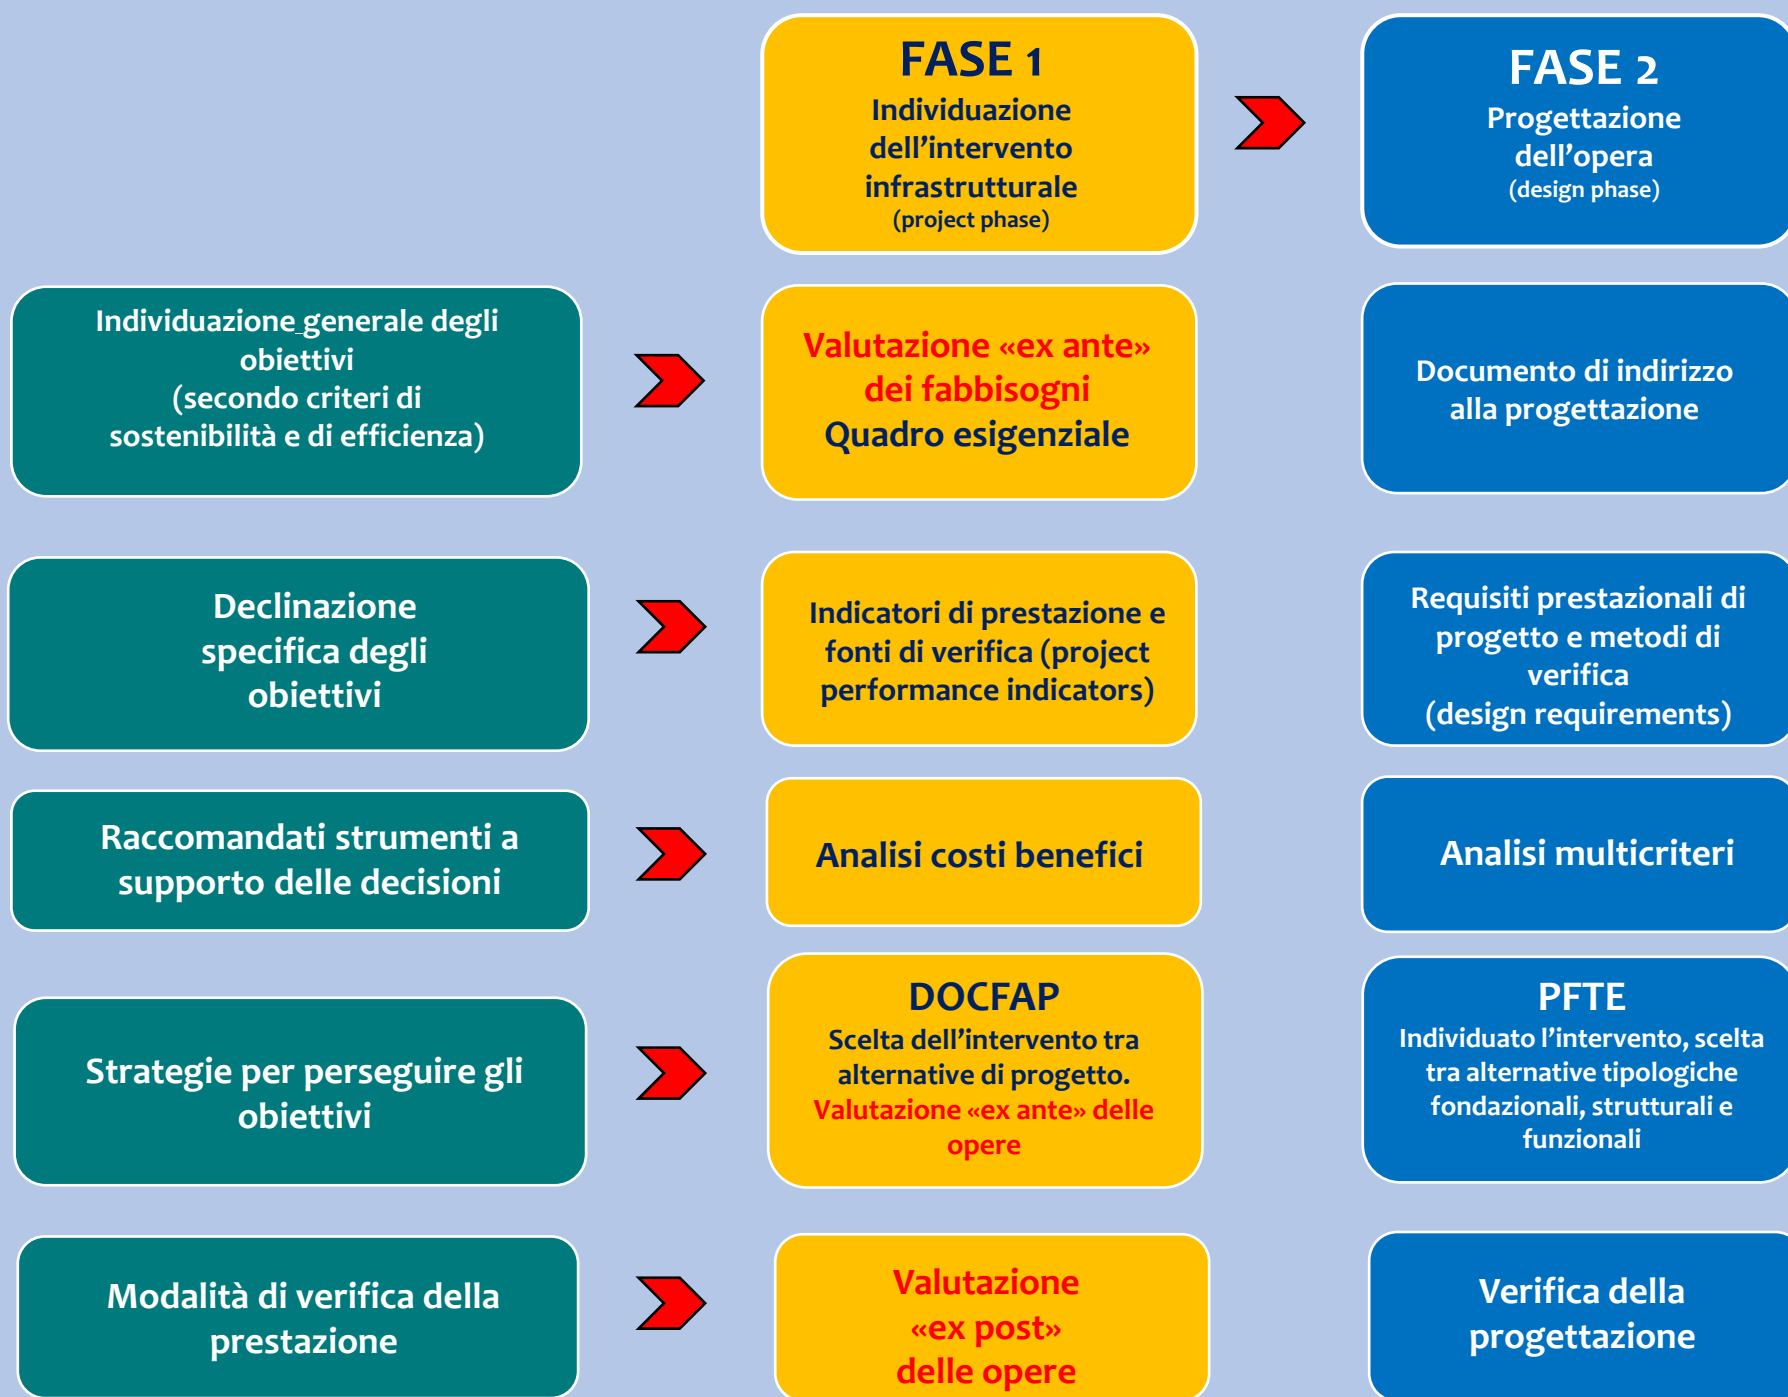 FASE 1
Individuazione
dell’intervento
infrastrutturale
(project phase)
FASE 2
Progettazione
dell’opera
(design phase)
Individuazione generale degli
obiettivi
(secondo criteri di
sostenibilità e di efficienza)
Valutazione «ex ante»
dei fabbisogni
Quadro esigenziale
Documento di indirizzo
alla progettazione
Declinazione
specifica degli
obiettivi
Indicatori di prestazione e
fonti di verifica (project
performance indicators)
Requisiti prestazionali di
progetto e metodi di
verifica
(design requirements)
Raccomandati strumenti a
supporto delle decisioni
Analisi costi benefici
Analisi multicriteri
Strategie per perseguire gli
obiettivi
DOCFAP
Scelta dell’intervento tra
alternative di progetto.
Valutazione «ex ante» delle
opere
PFTE
Individuato l’intervento, scelta
tra alternative tipologiche
fondazionali, strutturali e
funzionali
Modalità di verifica della
prestazione
Valutazione
«ex post»
delle opere
Verifica della
progettazione